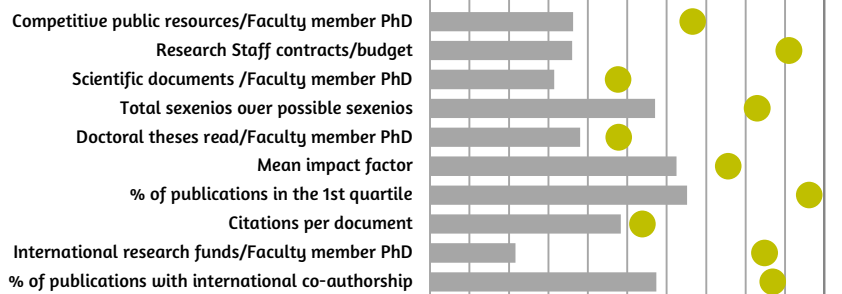 Competitive public resources/Faculty member PhD
Research Staff contracts/budget
Scientific documents /Faculty member PhD
Total sexenios over possible sexenios
Doctoral theses read/Faculty member PhD
Mean impact factor
% of publications in the 1st quartile
Citations per document
International research funds/Faculty member PhD
% of publications with international co-authorship